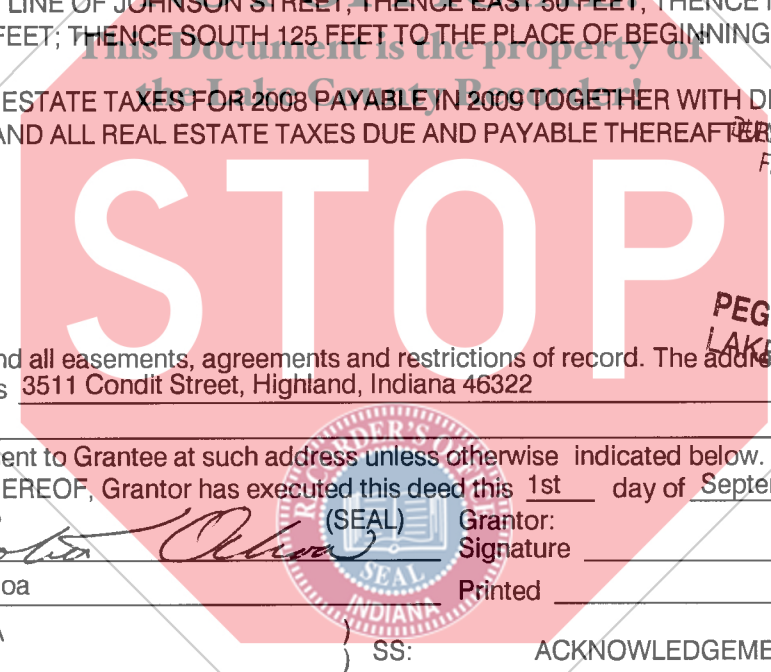 LINE OF JOHNSON STREET; THENCE EAST 50 FEET; THENCE
FEET; THENCE SOUTH 125 FEET TO THE PLACE OF BEGINNING
This Document is the property of
the Lake County Recorder!
ESTATE TAXES FOR 2008 PAYABLE IN 2009 TOGETHER WITH
AND ALL REAL ESTATE TAXES DUE AND PAYABLE THEREAFTER
STOP
PEG
LAKE
nd all easements, agreements and restrictions of record. The addre
s 3511 Condit Street, Highland, Indiana 46322
RECORDER'S OFFICE
ent to Grantee at such address unless otherwise indicated below.
EREOF, Grantor has executed this deed this 1st day of Septe
(SEAL) Grantor:
Ochoa Signature
oa Printed
SEAL
INDIANA
A
) SS: ACKNOWLEDGEME
)